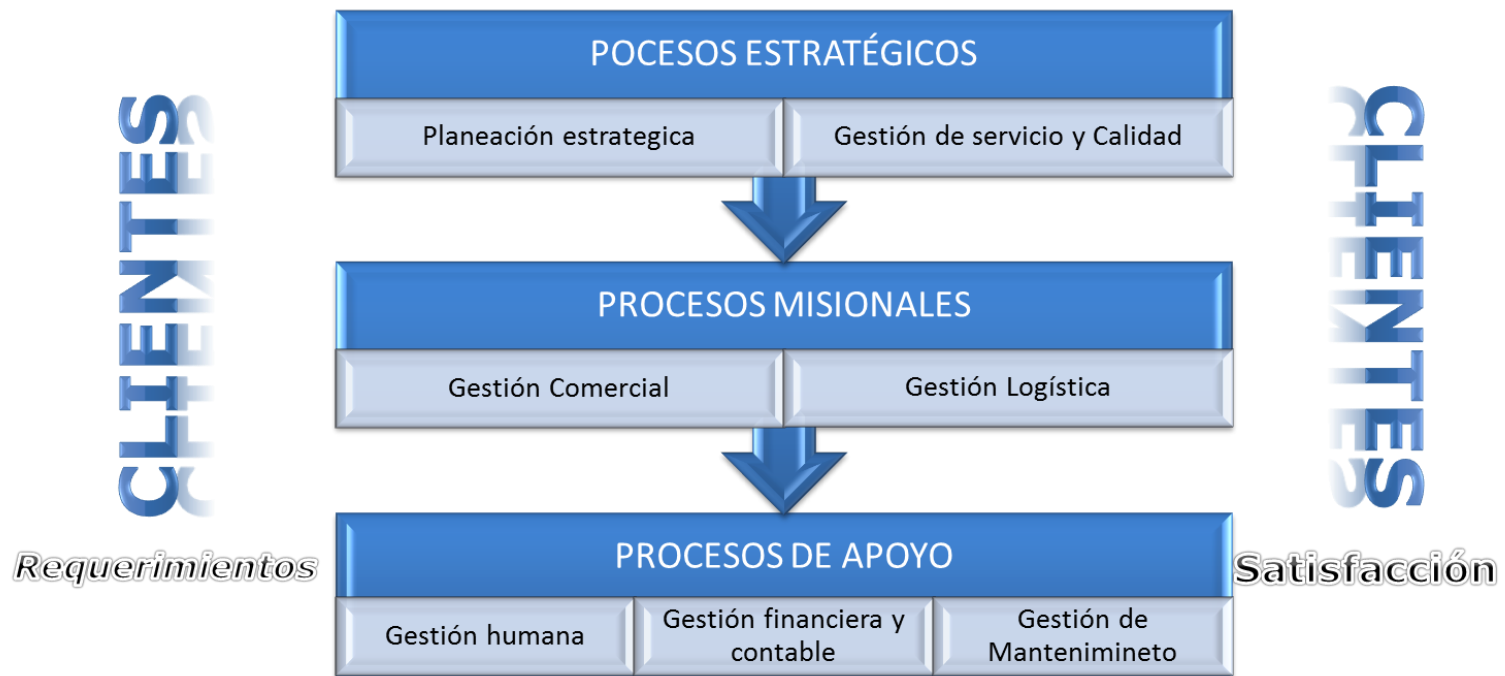 POCESOS ESTRATÉGICOS
Planeación estrategica
Gestión de servicio y Calidad
CLIENTES
CLIENTES
PROCESOS MISIONALES
Gestión Comercial
Gestión Logística
PROCESOS DE APOYO
Requerimientos
Satisfacción
Gestión humana
Gestión financiera y
contable
Gestión de
Mantenimineto